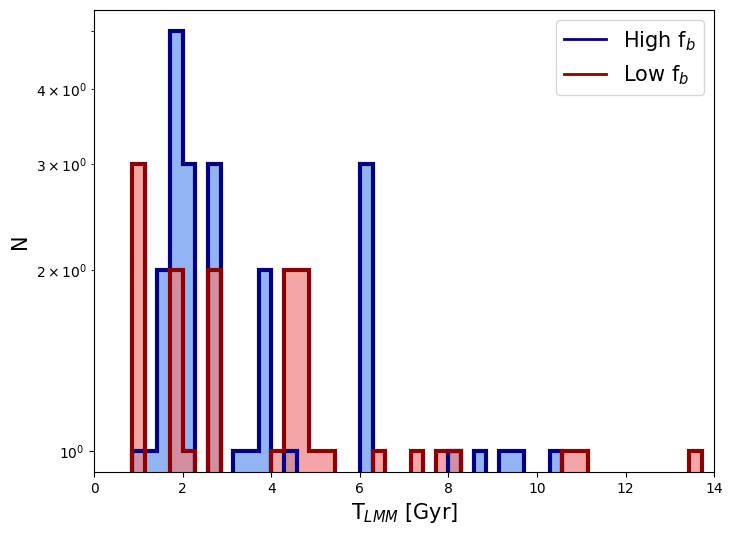 High f_b
Low f_b
4 × 10^0
3 × 10^0
2 × 10^0
10^0
N
0 2 4 6 8 10 12 14
T_LMM [Gyr]